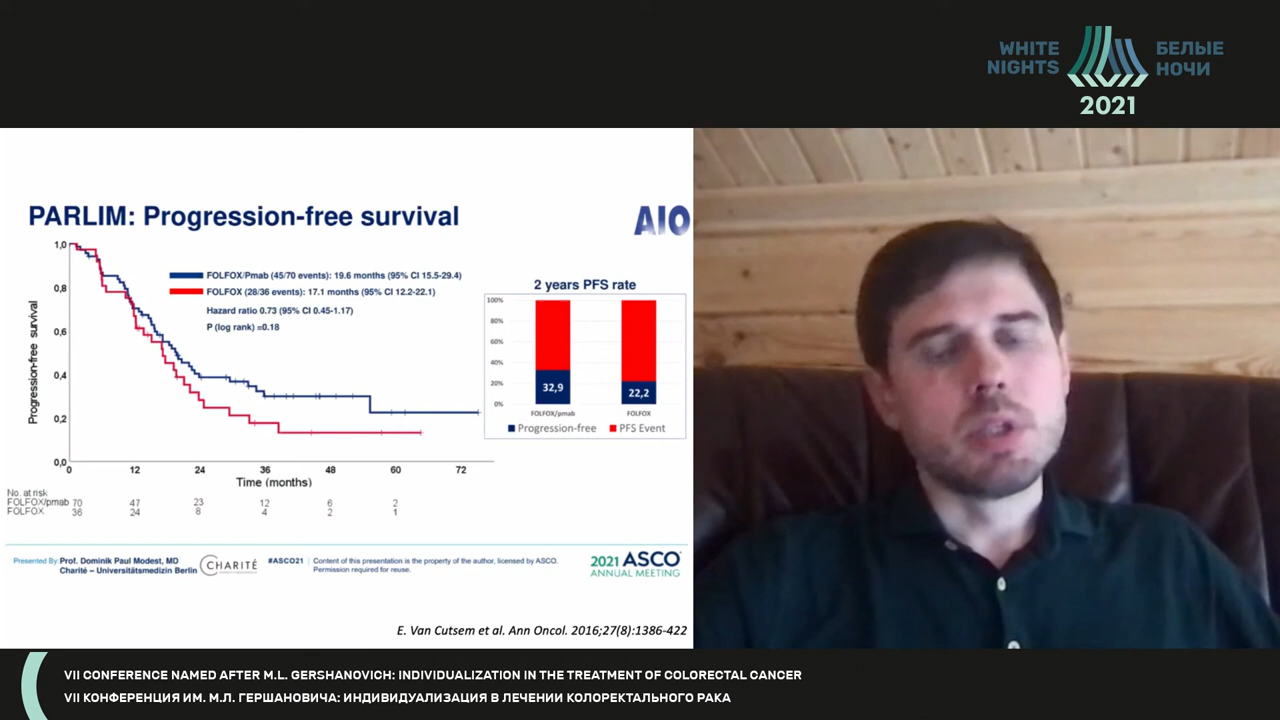 WHITE NIGHTS
БЕЛЫЕ НОЧИ
2021
PARLIM: Progression-free survival
AIO
1,0
0,8
0,6
0,4
0,2
0,0
Progression-free survival
FOLFOX/Pmab (45/70 events): 19.6 months (95% CI 15.5-29.4)
FOLFOX (28/36 events): 17.1 months (95% CI 12.2-22.1)
Hazard ratio 0.73 (95% CI 0.45-1.17)
P (log rank) =0.18
0 12 24 36 48 60 72
Time (months)
No. at risk
FOLFOX/pmab 70 47 23 12 6 2
FOLFOX 36 24 8 4 2 1
2 years PFS rate
100%
80%
60%
40%
20%
0%
32,9
22,2
FOLFOX/pmab FOLFOX
Progression-free PFS Event
Presented By: Prof. Dominik Paul Modest, MD
Charité – Universitätsmedizin Berlin
CHARITÉ
#ASCO21
Content of this presentation is the property of the author, licensed by ASCO.
Permission required for reuse.
2021 ASCO
ANNUAL MEETING
E. Van Cutsem et al. Ann Oncol. 2016;27(8):1386-422
VII CONFERENCE NAMED AFTER M.L. GERSHANOVICH: INDIVIDUALIZATION IN THE TREATMENT OF COLORECTAL CANCER
VII КОНФЕРЕНЦИЯ ИМ. М.Л. ГЕРШАНОВИЧА: ИНДИВИДУАЛИЗАЦИЯ В ЛЕЧЕНИИ КОЛОРЕКТАЛЬНОГО РАКА